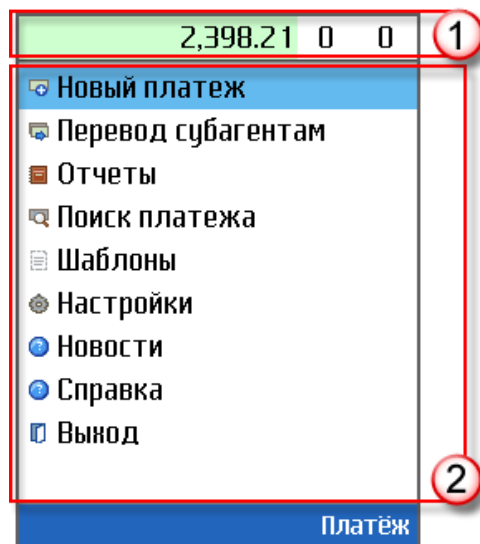 2,398.21 0 0 1
Новый платеж
Перевод субагентам
Отчеты
Поиск платежа
Шаблоны
Настройки
Новости
Справка
Выход
2
Платёж